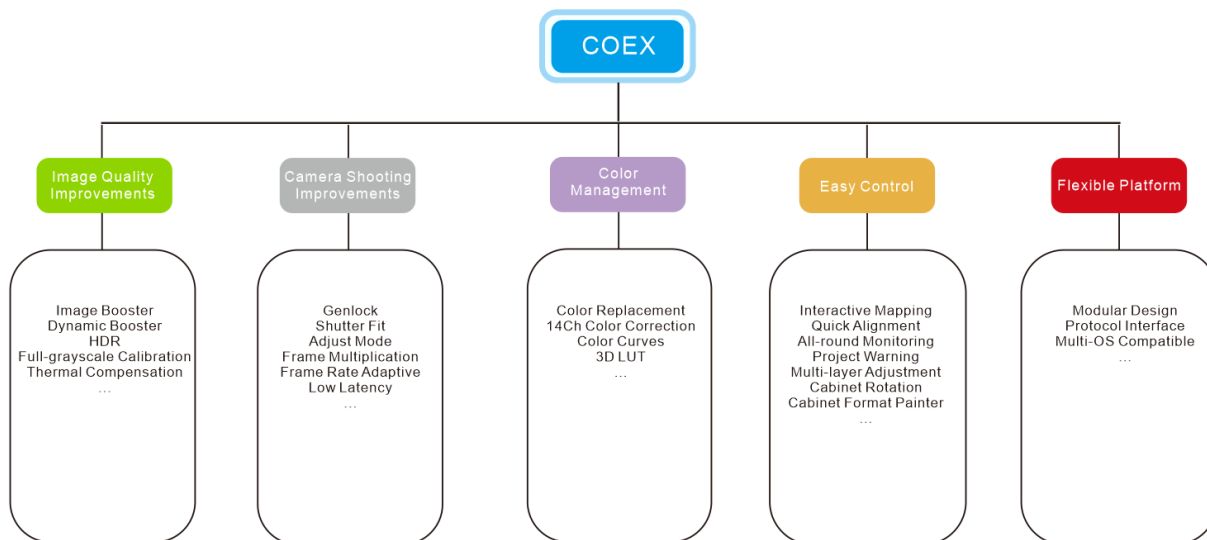 COEX
Image Quality
Improvements
Camera Shooting
Improvements
Color
Management
Easy Control
Flexible Platform
Image Booster
Dynamic Booster
HDR
Full-grayscale Calibration
Thermal Compensation
...
Genlock
Shutter Fit
Adjust Mode
Frame Multiplication
Frame Rate Adaptive
Low Latency
...
Color Replacement
14Ch Color Correction
Color Curves
3D LUT
...
Interactive Mapping
Quick Alignment
All-round Monitoring
Project Warning
Multi-layer Adjustment
Cabinet Rotation
Cabinet Format Painter
...
Modular Design
Protocol Interface
Multi-OS Compatible
...